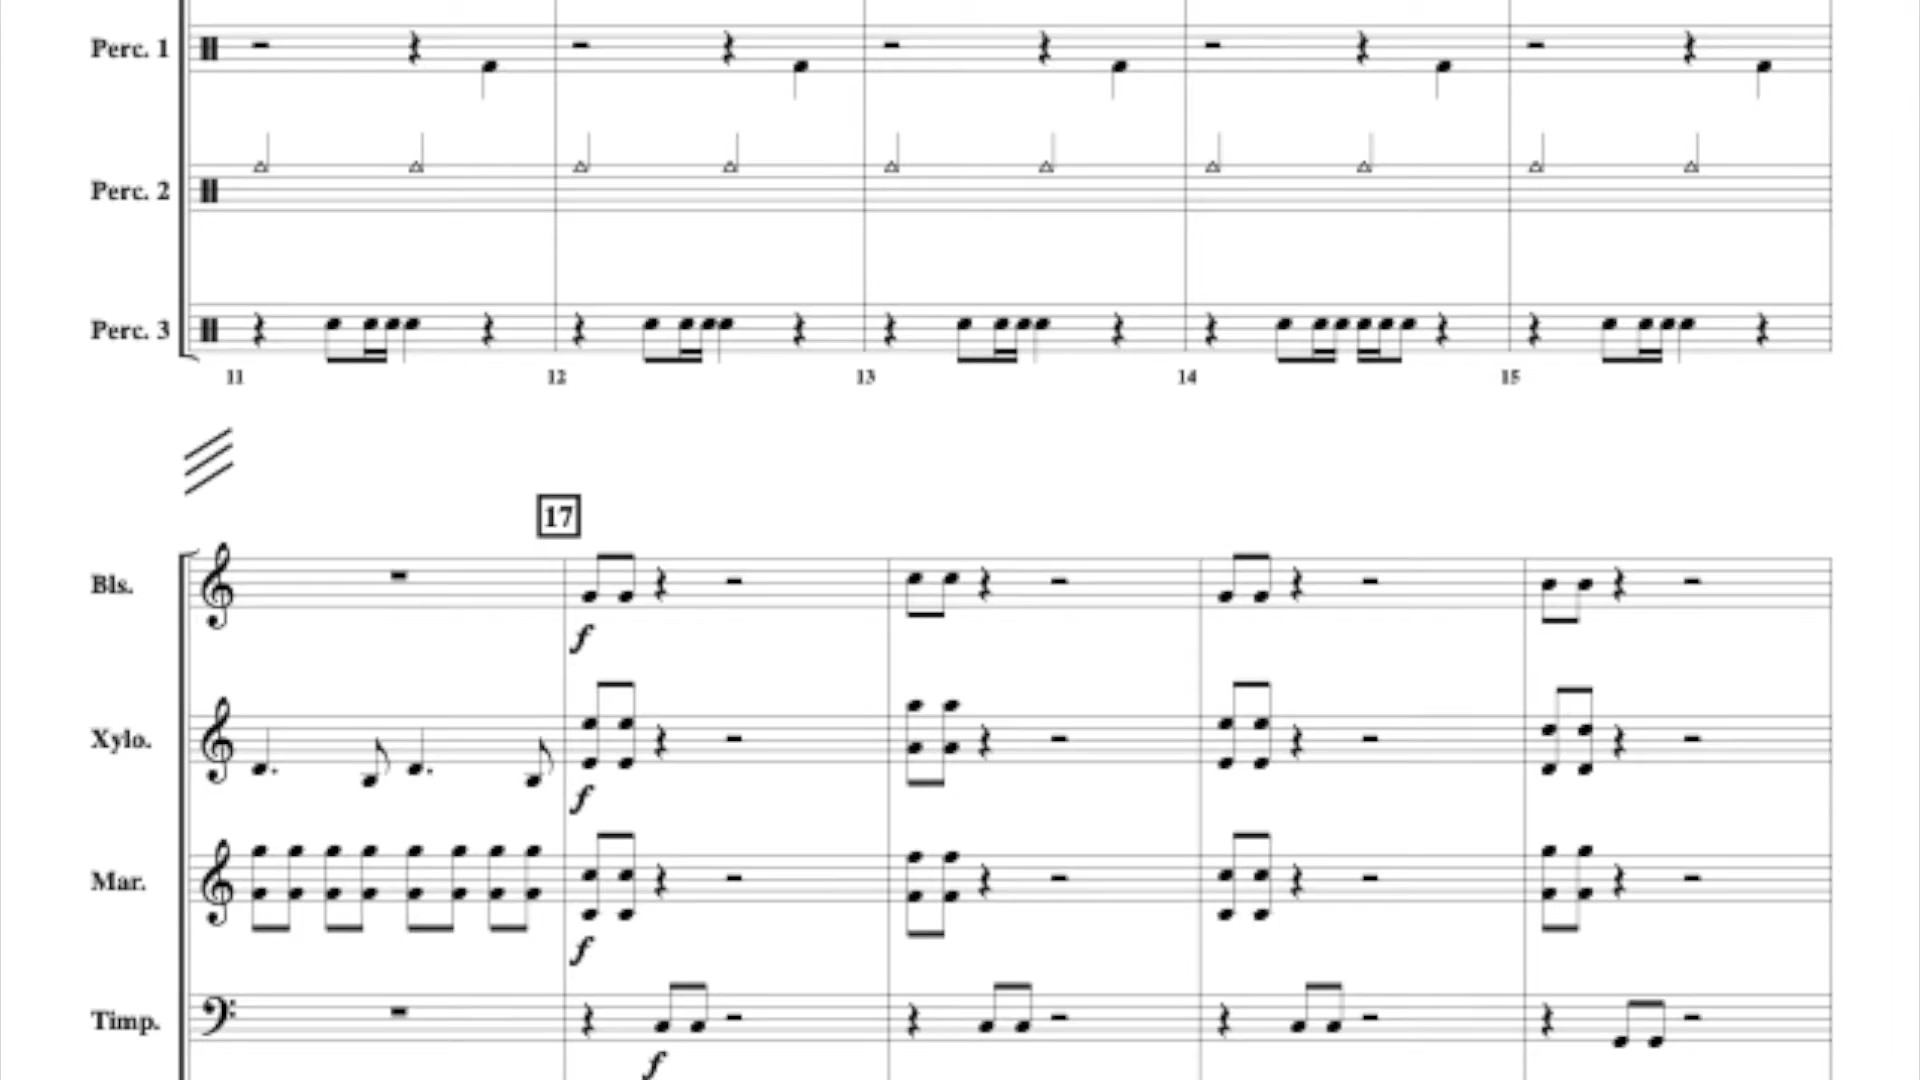 Perc. 1
Perc. 2
Perc. 3
11 12 13 14 15
17
Bls.
f
Xylo.
f
Mar.
f
Timp.
f